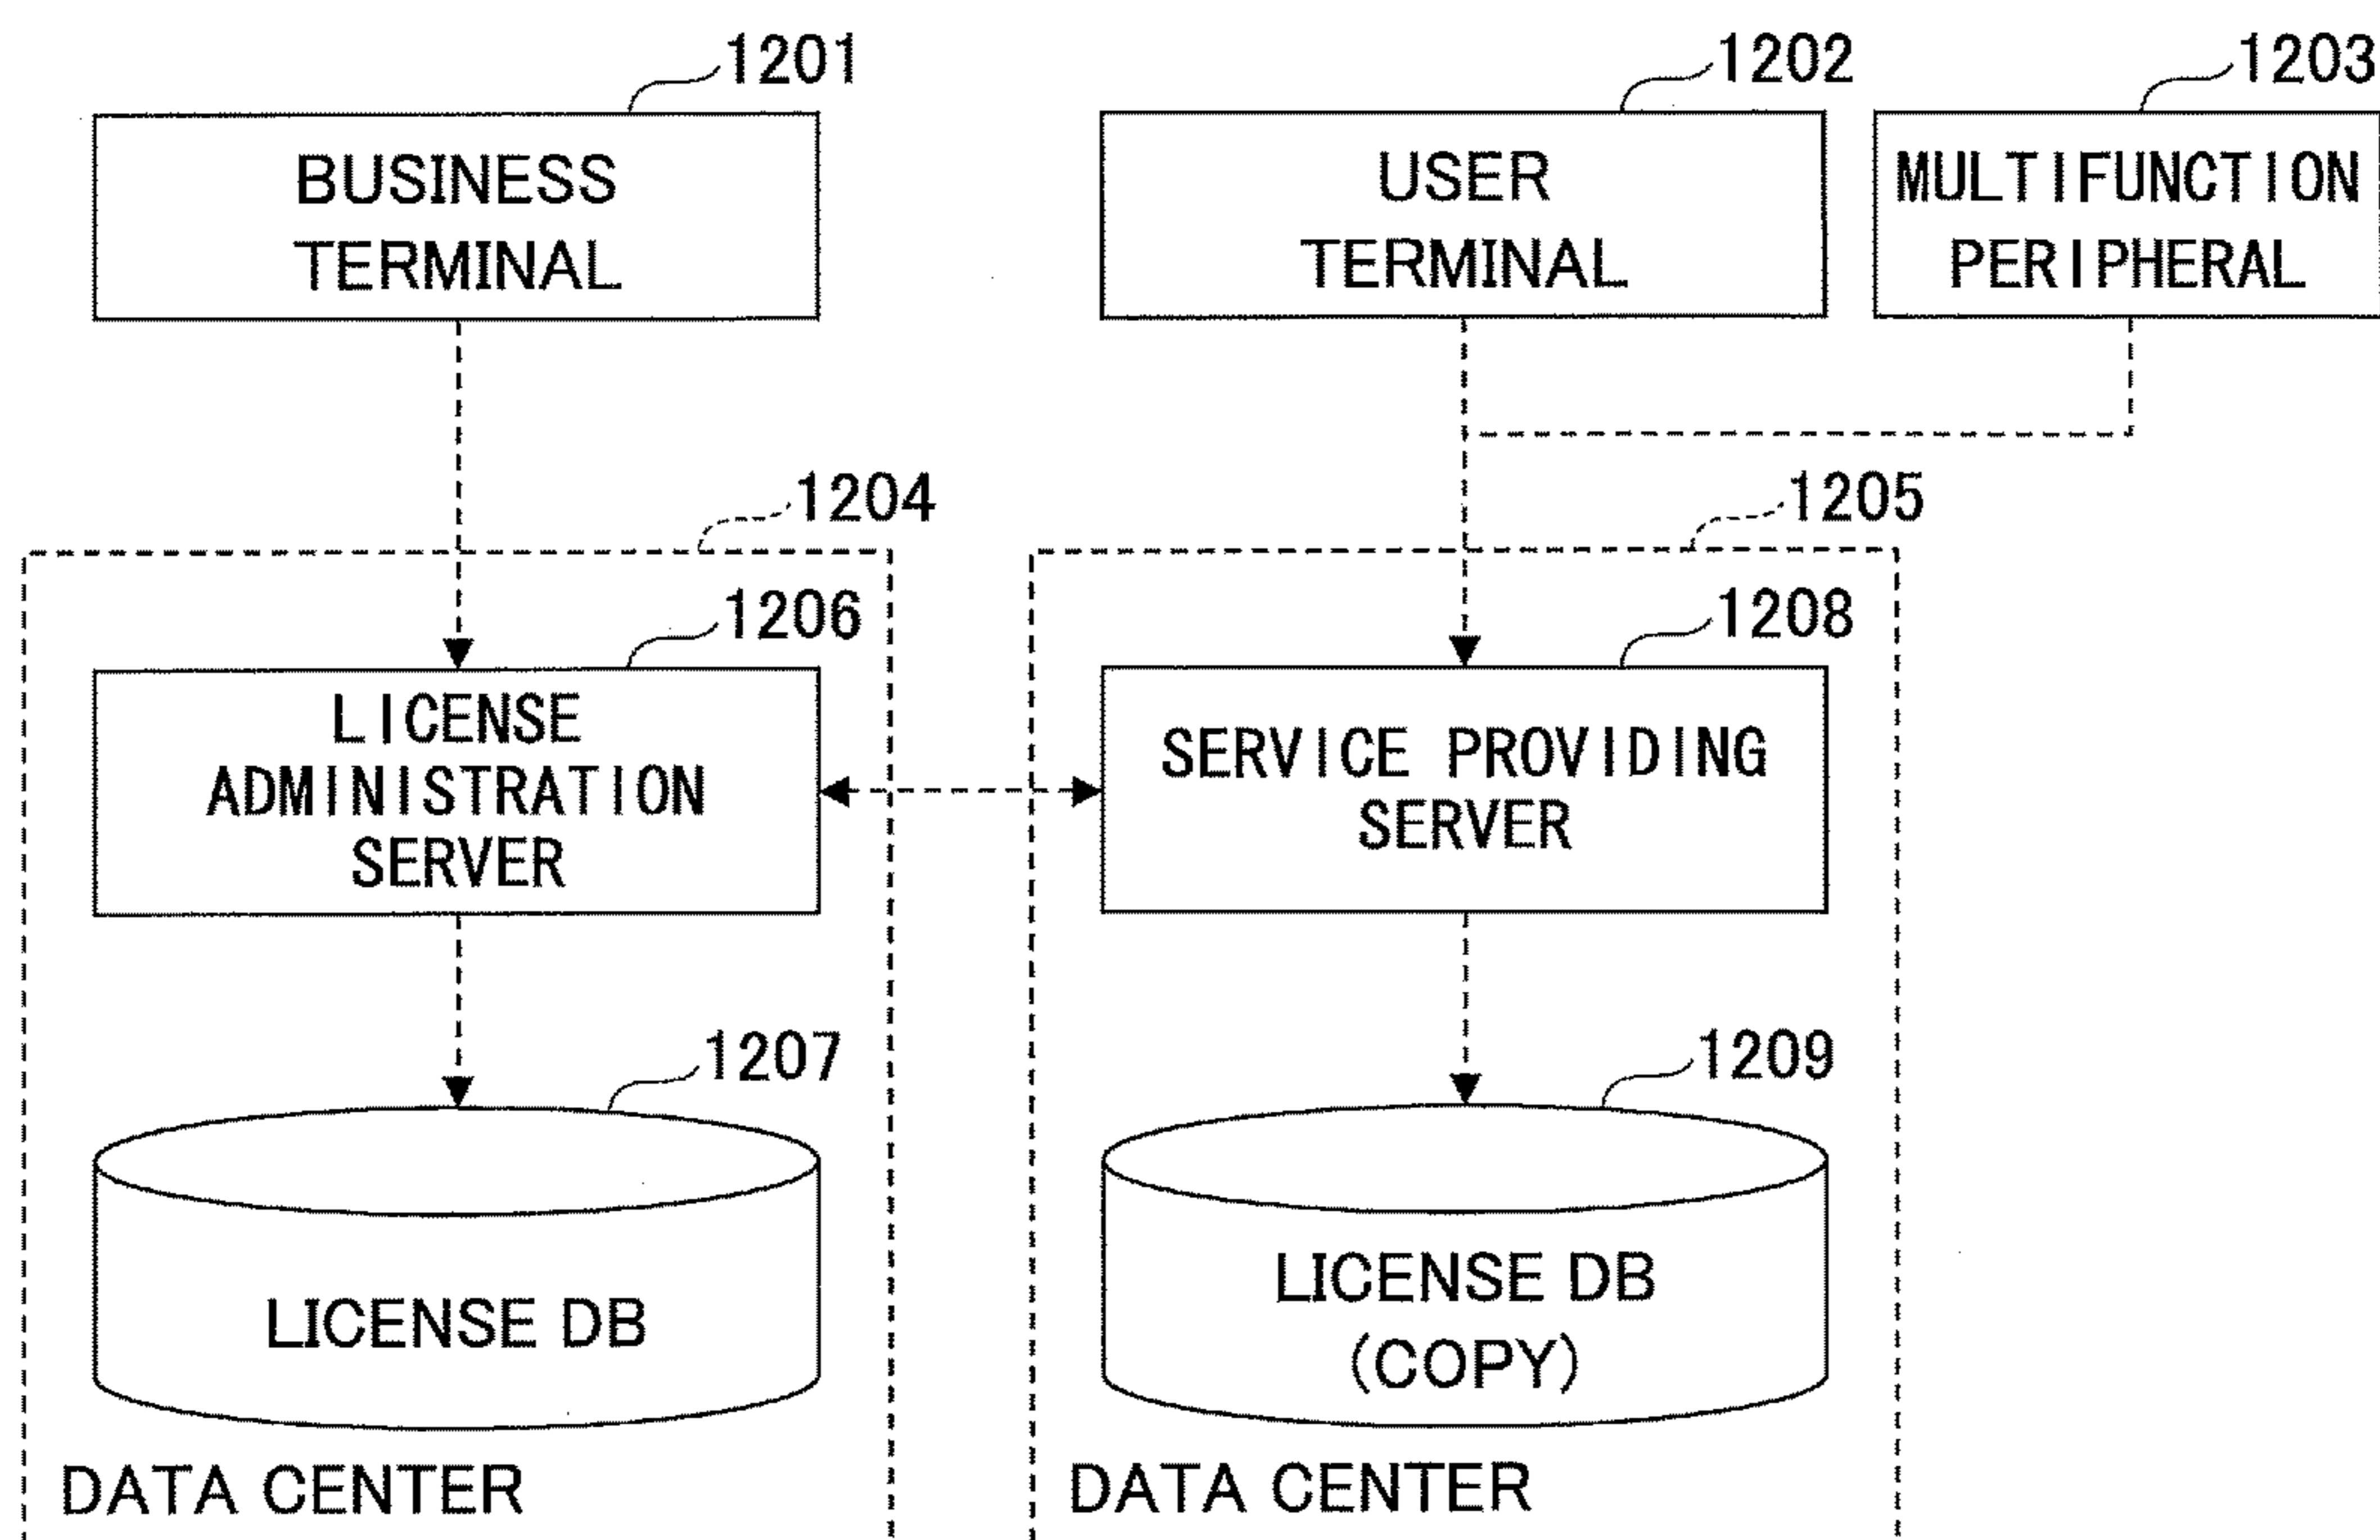 1201
1202
1203
BUSINESS
TERMINAL
USER
TERMINAL
MULTIFUNCTION
PERIPHERAL
1204
1205
1206
1208
LICENSE
ADMINISTRATION
SERVER
SERVICE PROVIDING
SERVER
1207
1209
LICENSE DB
LICENSE DB
(COPY)
DATA CENTER
DATA CENTER